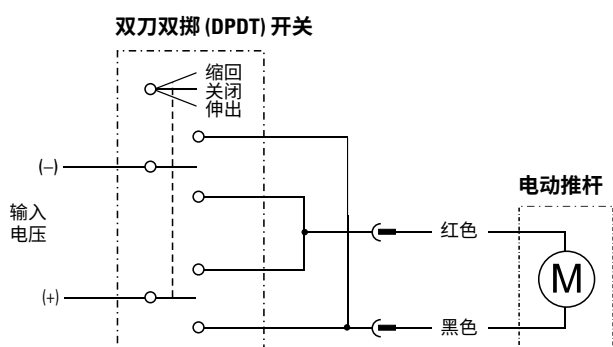 双刀双掷 (DPDT) 开关
缩回
关闭
伸出
(–)
电动推杆
输入
电压
红色
M
(+)
黑色